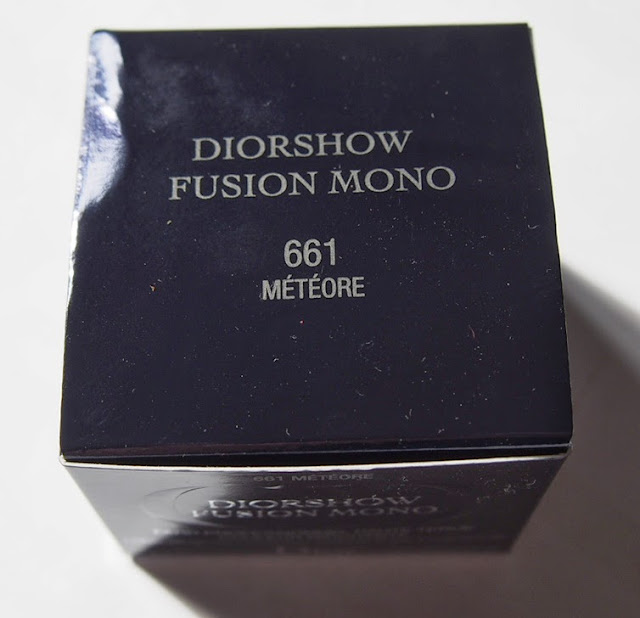 DIORSHOW
FUSION MONO
661
MÉTÉORE
661 MÉTÉORE
DIORSHOW
FUSION MONO